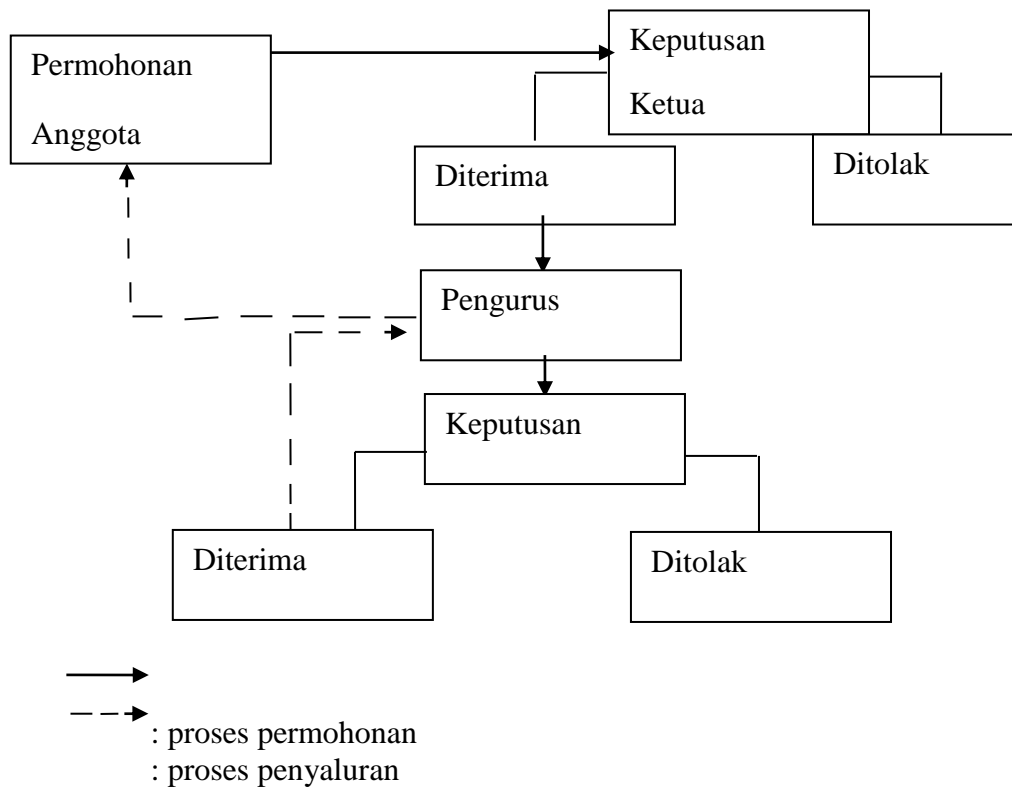 Permohonan
Anggota
Keputusan
Ketua
Diterima
Ditolak
Pengurus
Keputusan
Diterima
Ditolak
: proses permohonan
: proses penyaluran